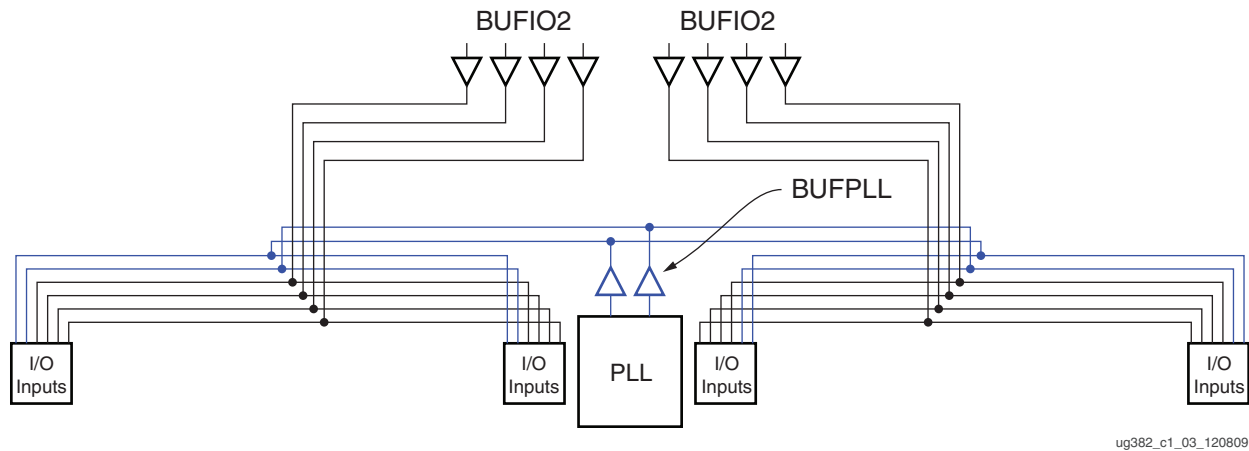 BUFIO2
BUFIO2
BUFPLL
I/O
Inputs
I/O
Inputs
PLL
I/O
Inputs
I/O
Inputs
ug382_c1_03_120809